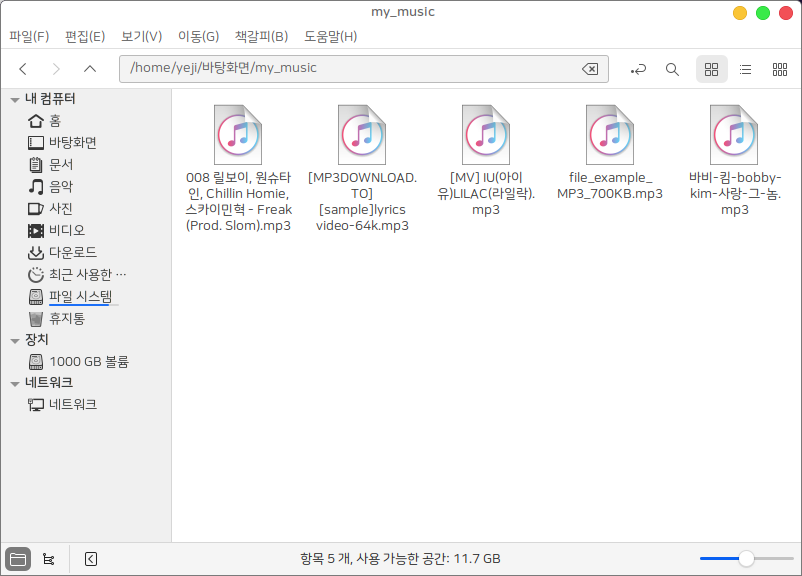 my_music
파일(F) 편집(E) 보기(V) 이동(G) 책갈피(B) 도움말(H)
/home/yeji/바탕화면/my_music
내 컴퓨터
홈
바탕화면
문서
음악
사진
비디오
다운로드
최근 사용한 …
파일 시스템
휴지통
장치
1000 GB 볼륨
네트워크
네트워크
008 릴보이, 원슈타
인, Chillin Homie,
스카이민혁 - Freak
(Prod. Slom).mp3
[MP3DOWNLOAD.
TO]
[sample]lyrics
video-64k.mp3
[MV] IU(아이
유)LILAC(라일락).
mp3
file_example_
MP3_700KB.mp3
바비-킴-bobby-
kim-사랑-그-놈.
mp3
항목 5 개, 사용 가능한 공간: 11.7 GB